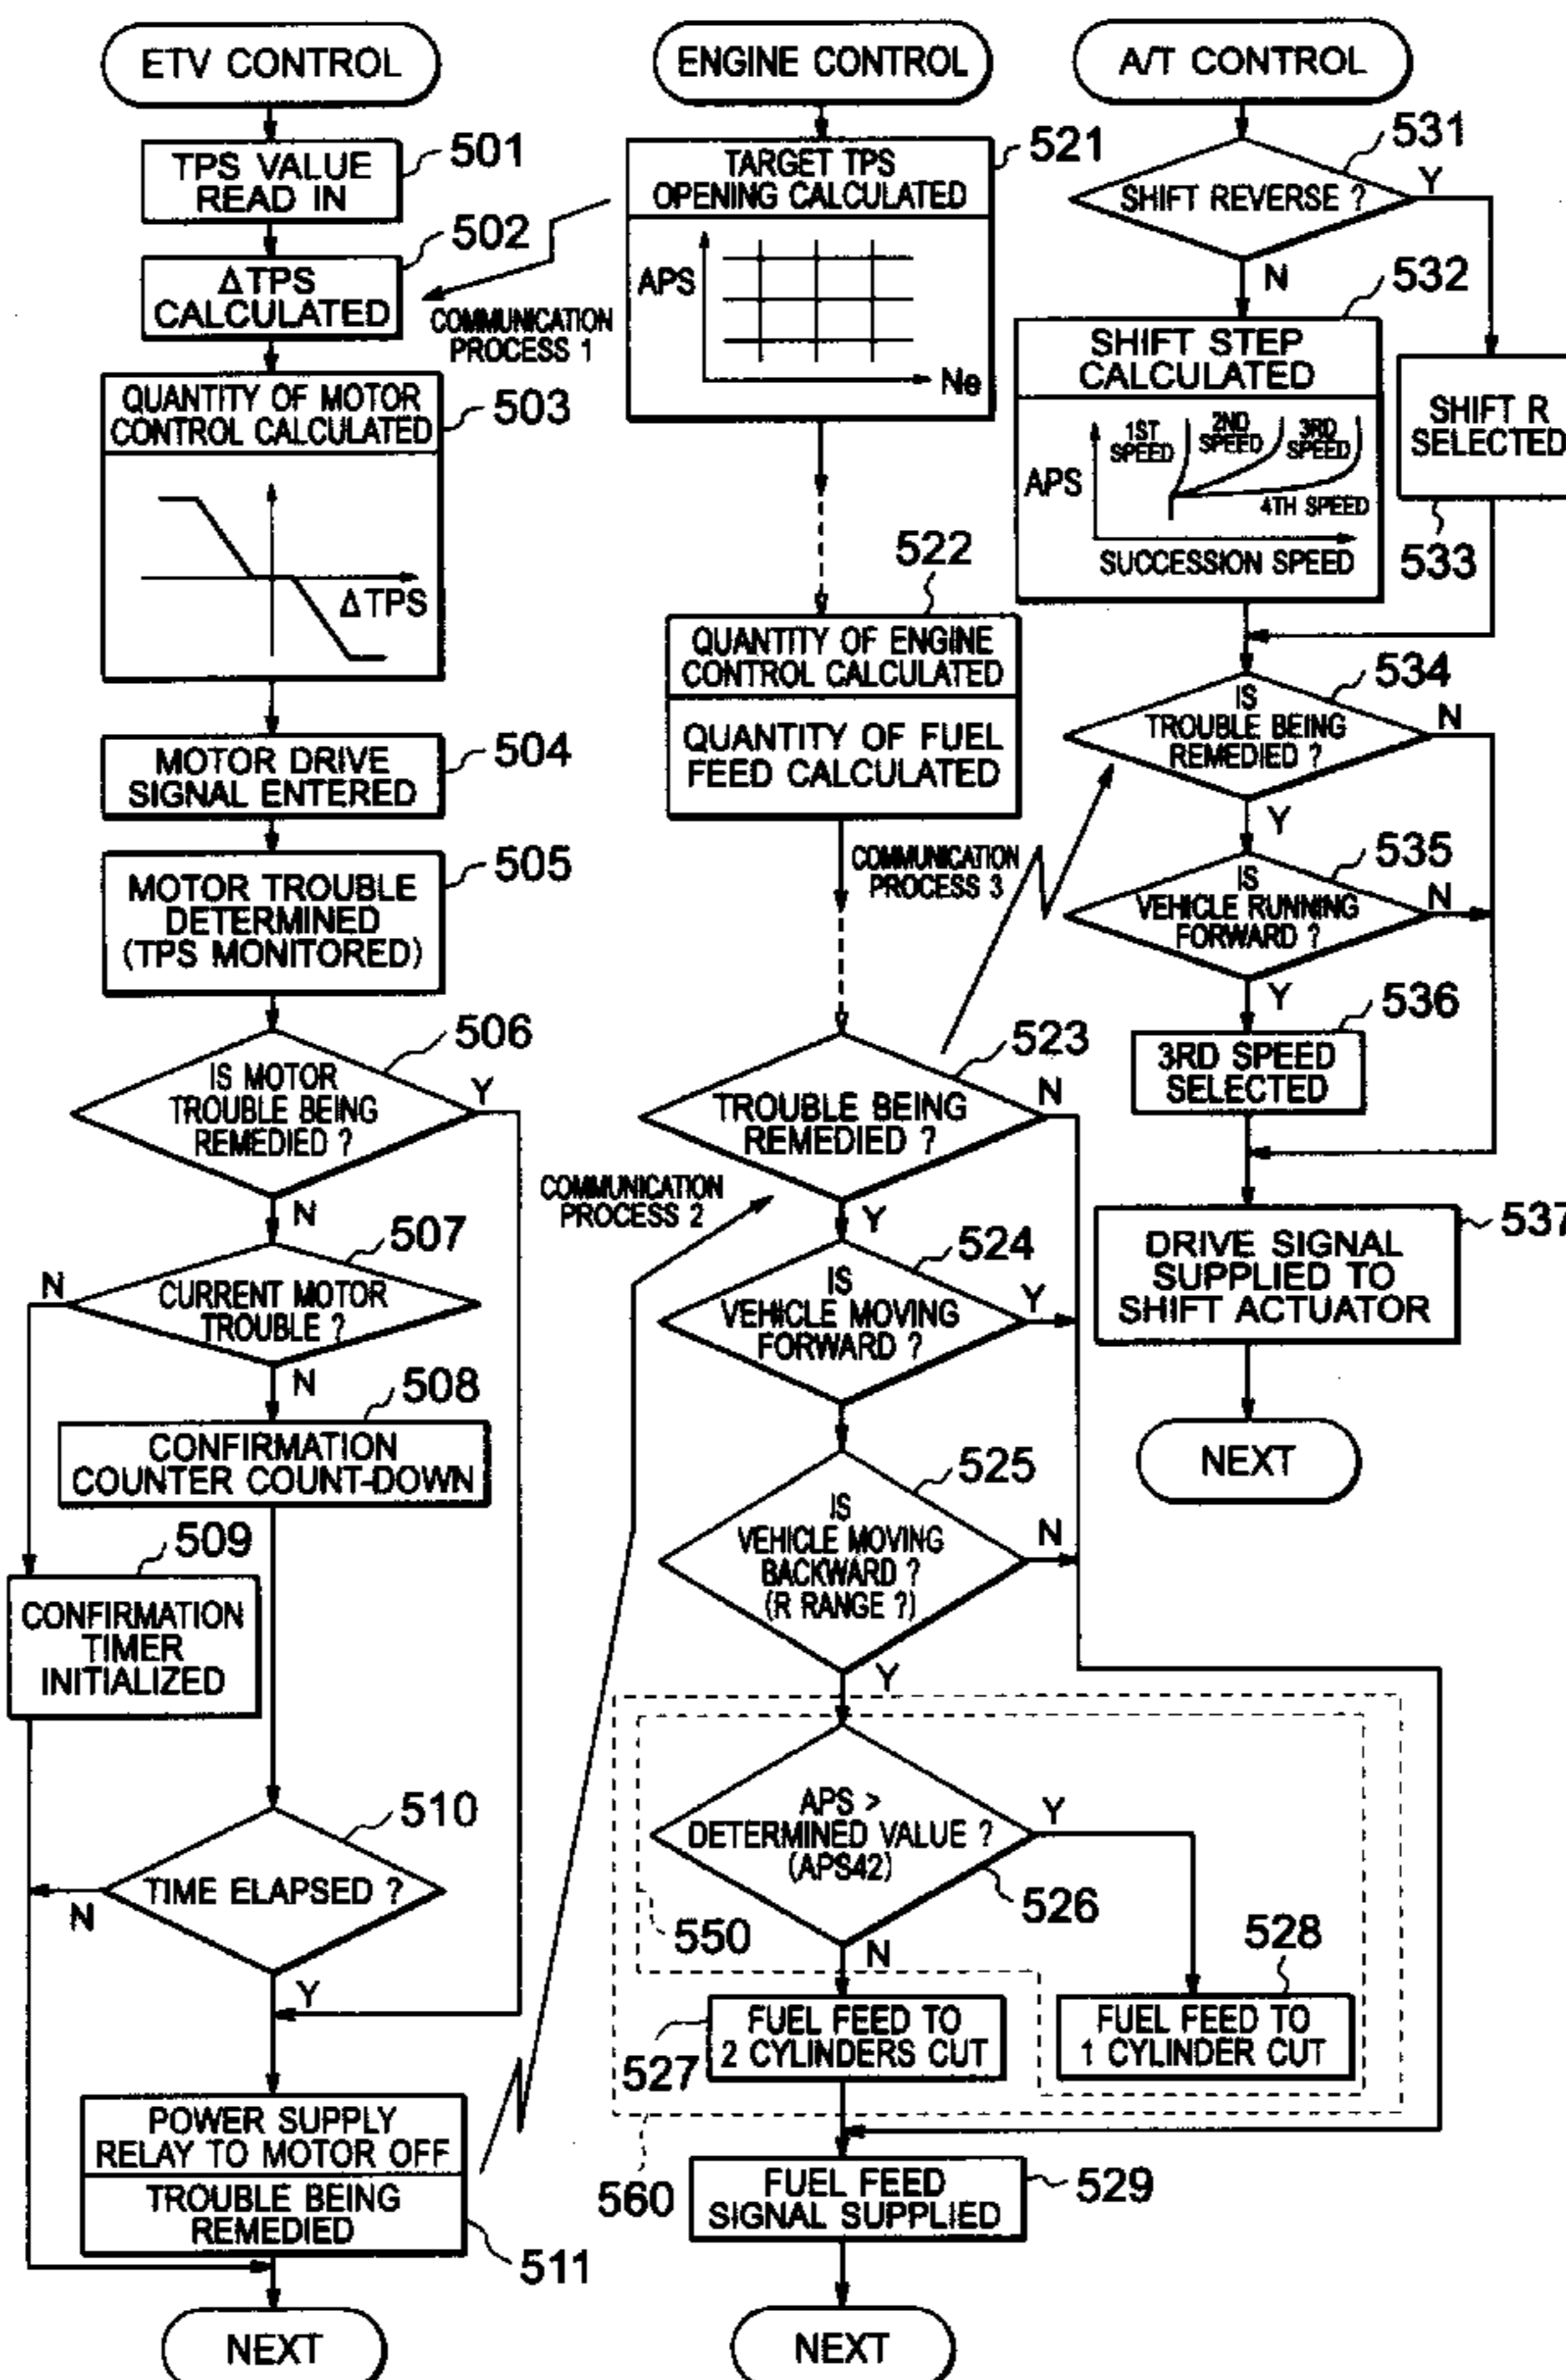 ETV CONTROL
501
TPS VALUE
READ IN
502
ΔTPS
CALCULATED
COMMUNICATION
PROCESS 1
503
QUANTITY OF MOTOR
CONTROL CALCULATED
ΔTPS
504
MOTOR DRIVE
SIGNAL ENTERED
505
MOTOR TROUBLE
DETERMINED
(TPS MONITORED)
506
IS MOTOR
TROUBLE BEING
REMEDIED ?
Y
N
507
N
CURRENT MOTOR
TROUBLE ?
N
508
CONFIRMATION
COUNTER COUNT-DOWN
509
CONFIRMATION
TIMER
INITIALIZED
510
TIME ELAPSED ?
N
Y
POWER SUPPLY
RELAY TO MOTOR OFF
TROUBLE BEING
REMEDIED
511
NEXT
ENGINE CONTROL
521
TARGET TPS
OPENING CALCULATED
APS
Ne
522
QUANTITY OF ENGINE
CONTROL CALCULATED
QUANTITY OF FUEL
FEED CALCULATED
COMMUNICATION
PROCESS 3
523
TROUBLE BEING
REMEDIED ?
N
COMMUNICATION
PROCESS 2
Y
524
IS
VEHICLE MOVING
FORWARD ?
Y
525
IS
VEHICLE MOVING
BACKWARD ?
(R RANGE ?)
N
Y
APS >
DETERMINED VALUE ?
(APS42)
Y
526
550
N
528
FUEL FEED TO
2 CYLINDERS CUT
527
FUEL FEED TO
1 CYLINDER CUT
560
529
FUEL FEED
SIGNAL SUPPLIED
NEXT
A/T CONTROL
531
SHIFT REVERSE ?
Y
N
532
SHIFT STEP
CALCULATED
APS
1ST
SPEED
2ND
SPEED
3RD
SPEED
4TH SPEED
SUCCESSION SPEED
SHIFT R
SELECTED
533
534
IS
TROUBLE BEING
REMEDIED ?
N
Y
535
IS
VEHICLE RUNNING
FORWARD ?
N
Y
536
3RD SPEED
SELECTED
537
DRIVE SIGNAL
SUPPLIED TO
SHIFT ACTUATOR
NEXT